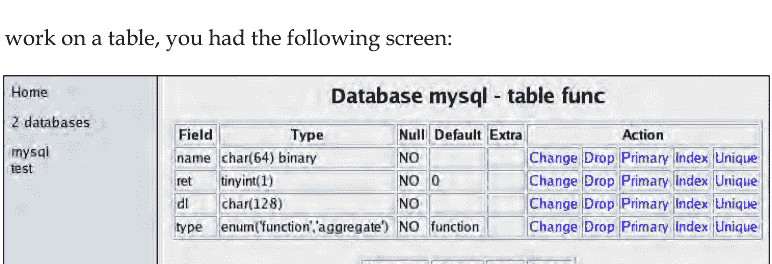 work on a table, you had the following screen:
Home
2 databases
mysql
test
Database mysql - table func
Field Type Null Default Extra Action
name char(64) binary NO Change Drop Primary Index Unique
ret tinyint(1) NO 0 Change Drop Primary Index Unique
dl char(128) NO Change Drop Primary Index Unique
type enum('function','aggregate') NO function Change Drop Primary Index Unique